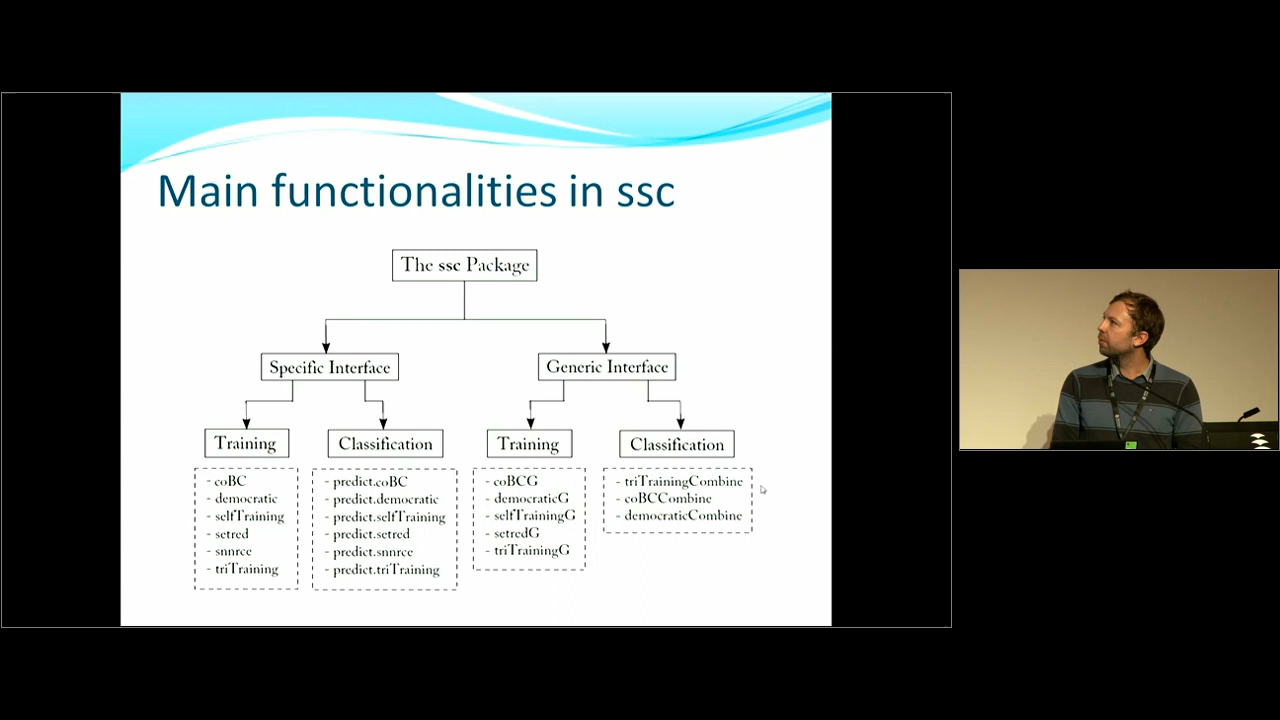 Main functionalities in ssc
The ssc Package
Specific Interface
Generic Interface
Training
Classification
Training
Classification
- coBC
- democratic
- selfTraining
- setred
- snnrce
- triTraining
- predict.coBC
- predict.democratic
- predict.selfTraining
- predict.setred
- predict.snnrce
- predict.triTraining
- coBCG
- democraticG
- selfTrainingG
- setredG
- triTrainingG
- triTrainingCombine
- coBCCombine
- democraticCombine